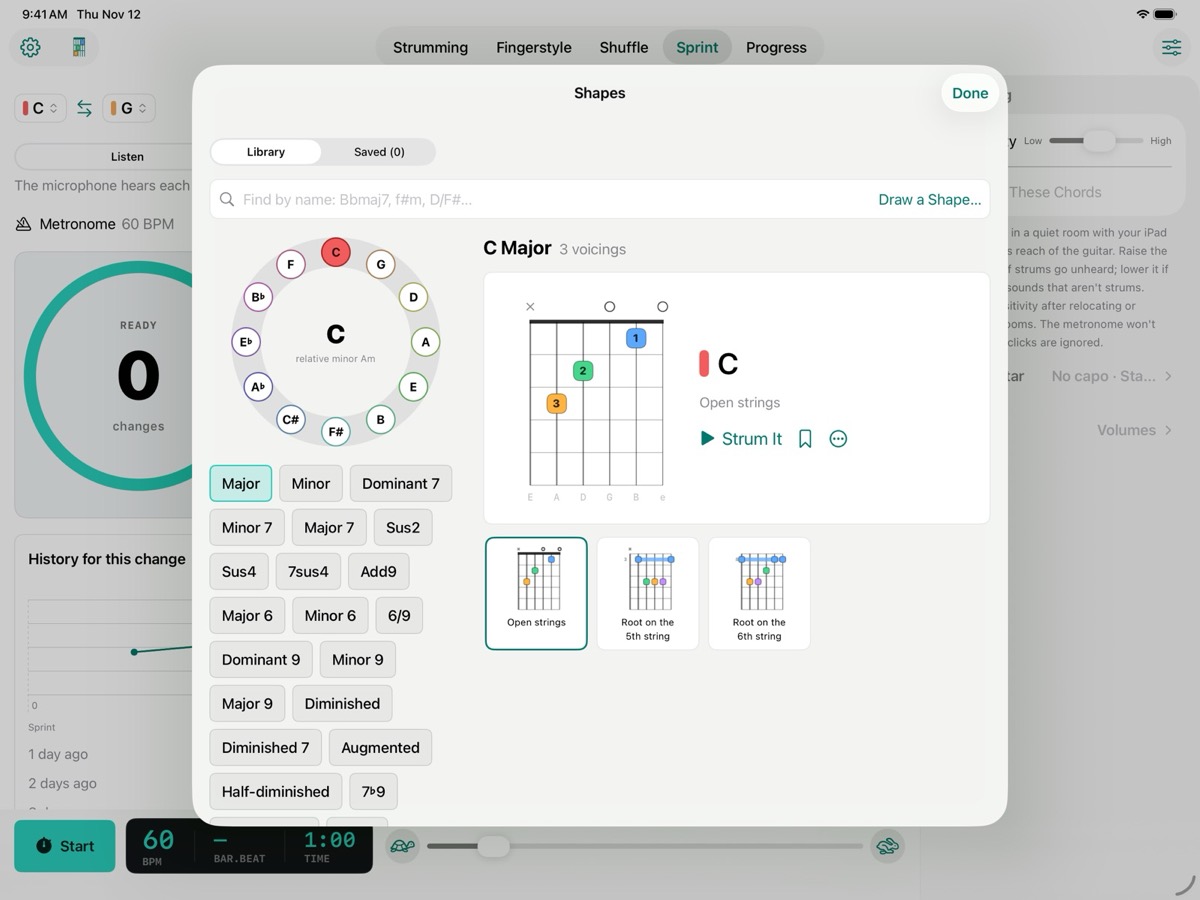 9:41 AM Thu Nov 12
Strumming Fingerstyle Shuffle Sprint Progress
C G
Listen
The microphone hears each
Metronome 60 BPM
READY
0
changes
History for this change
0
Sprint
1 day ago
2 days ago
Shapes
Done
Library Saved (0)
Find by name: Bbmaj7, f#m, D/F#...
Draw a Shape...
C
G
D
A
E
B
F#
C#
A♭
E♭
B♭
F
C
relative minor Am
Major Minor Dominant 7
Minor 7 Major 7 Sus2
Sus4 7sus4 Add9
Major 6 Minor 6 6/9
Dominant 9 Minor 9
Major 9 Diminished
Diminished 7 Augmented
Half-diminished 7♭9
C Major 3 voicings
×
1
2
3
E A D G B e
C
Open strings
Strum It
Open strings
Root on the
5th string
Root on the
6th string
Low High
These Chords
in a quiet room with your iPad
reach of the guitar. Raise the
strums go unheard; lower it if
sounds that aren't strums.
after relocating or
The metronome won't
clicks are ignored.
No capo · Sta...
Volumes
Start
60
BPM
–
BAR.BEAT
1:00
TIME